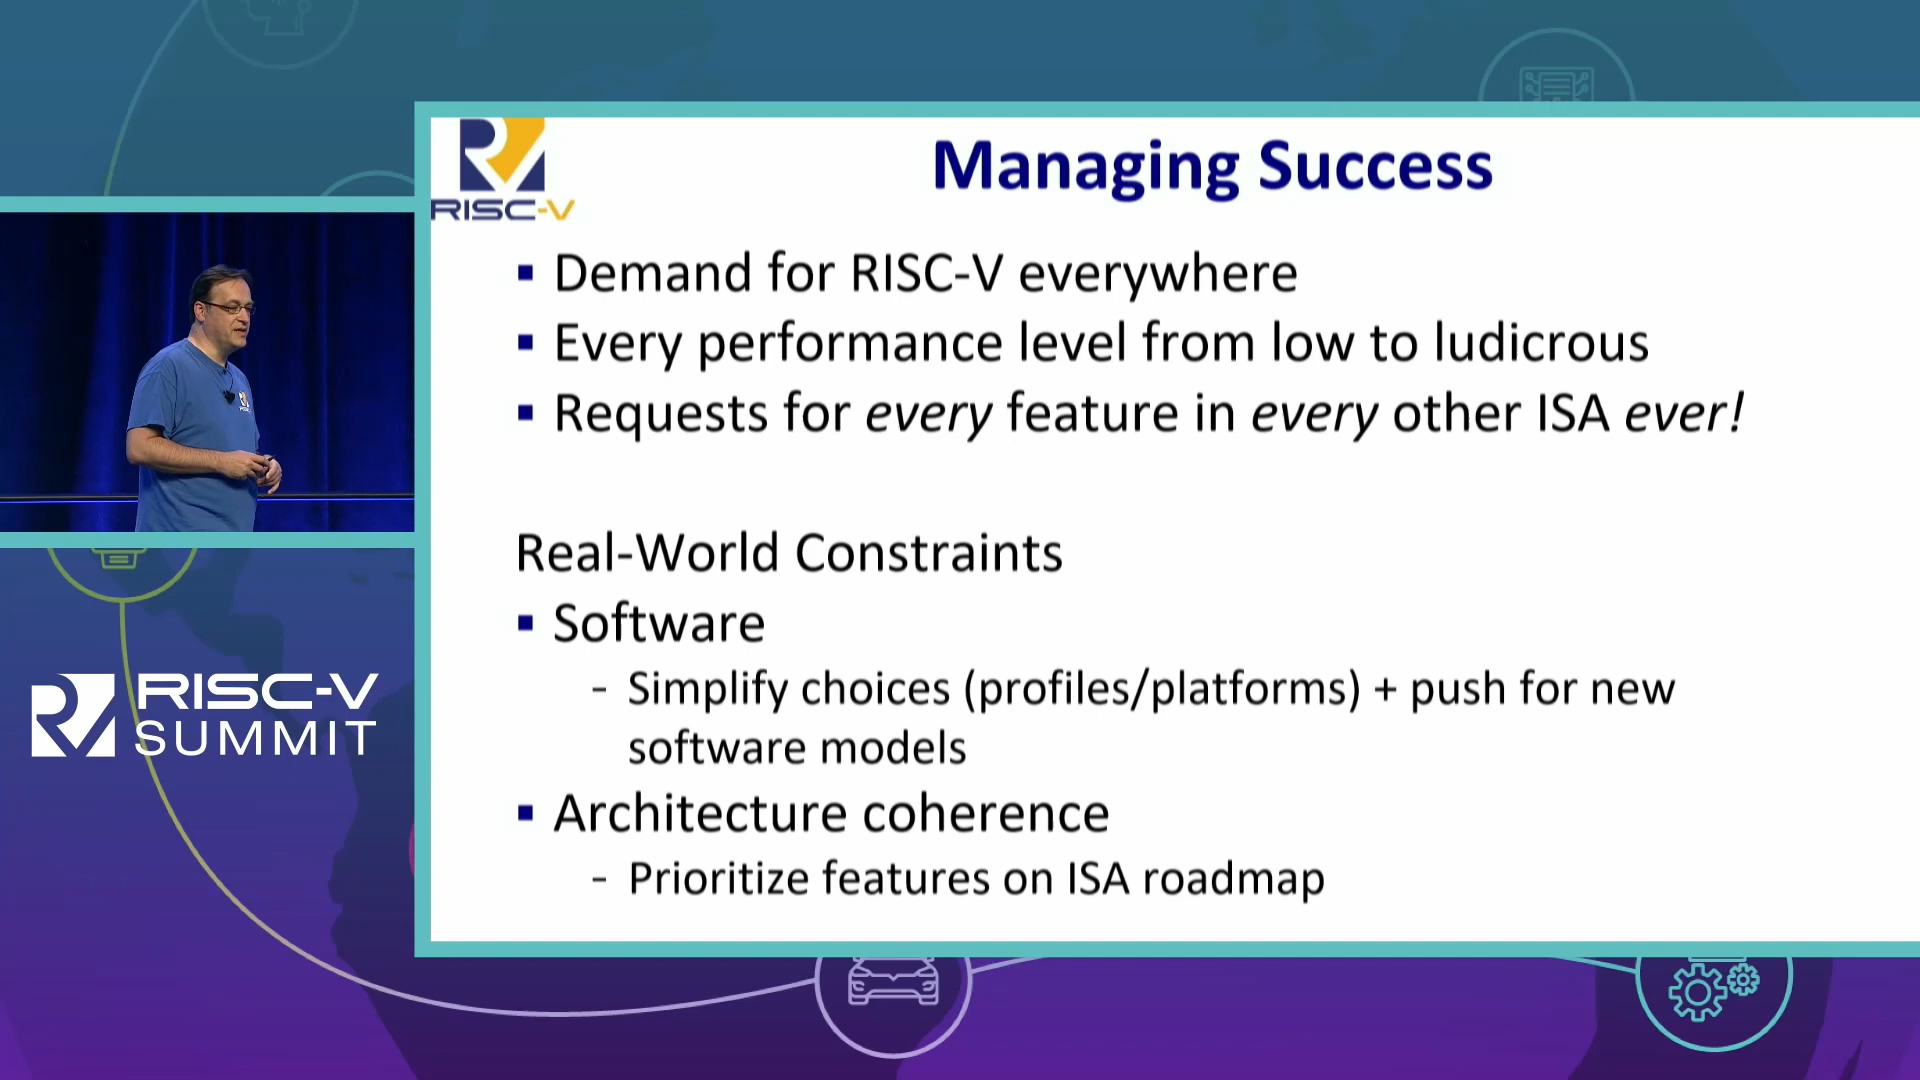 RISC-V
Managing Success
▪ Demand for RISC-V everywhere
▪ Every performance level from low to ludicrous
▪ Requests for every feature in every other ISA ever!
Real-World Constraints
▪ Software
- Simplify choices (profiles/platforms) + push for new
software models
▪ Architecture coherence
- Prioritize features on ISA roadmap
RISC-V
SUMMIT